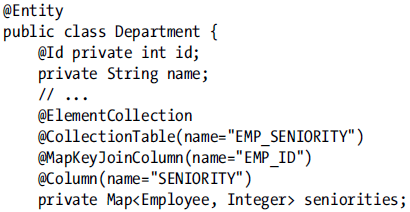 @Entity
public class Department {
    @Id private int id;
    private String name;
    // ...
    @ElementCollection
    @CollectionTable(name="EMP_SENIORITY")
    @MapKeyJoinColumn(name="EMP_ID")
    @Column(name="SENIORITY")
    private Map<Employee, Integer> seniorities;